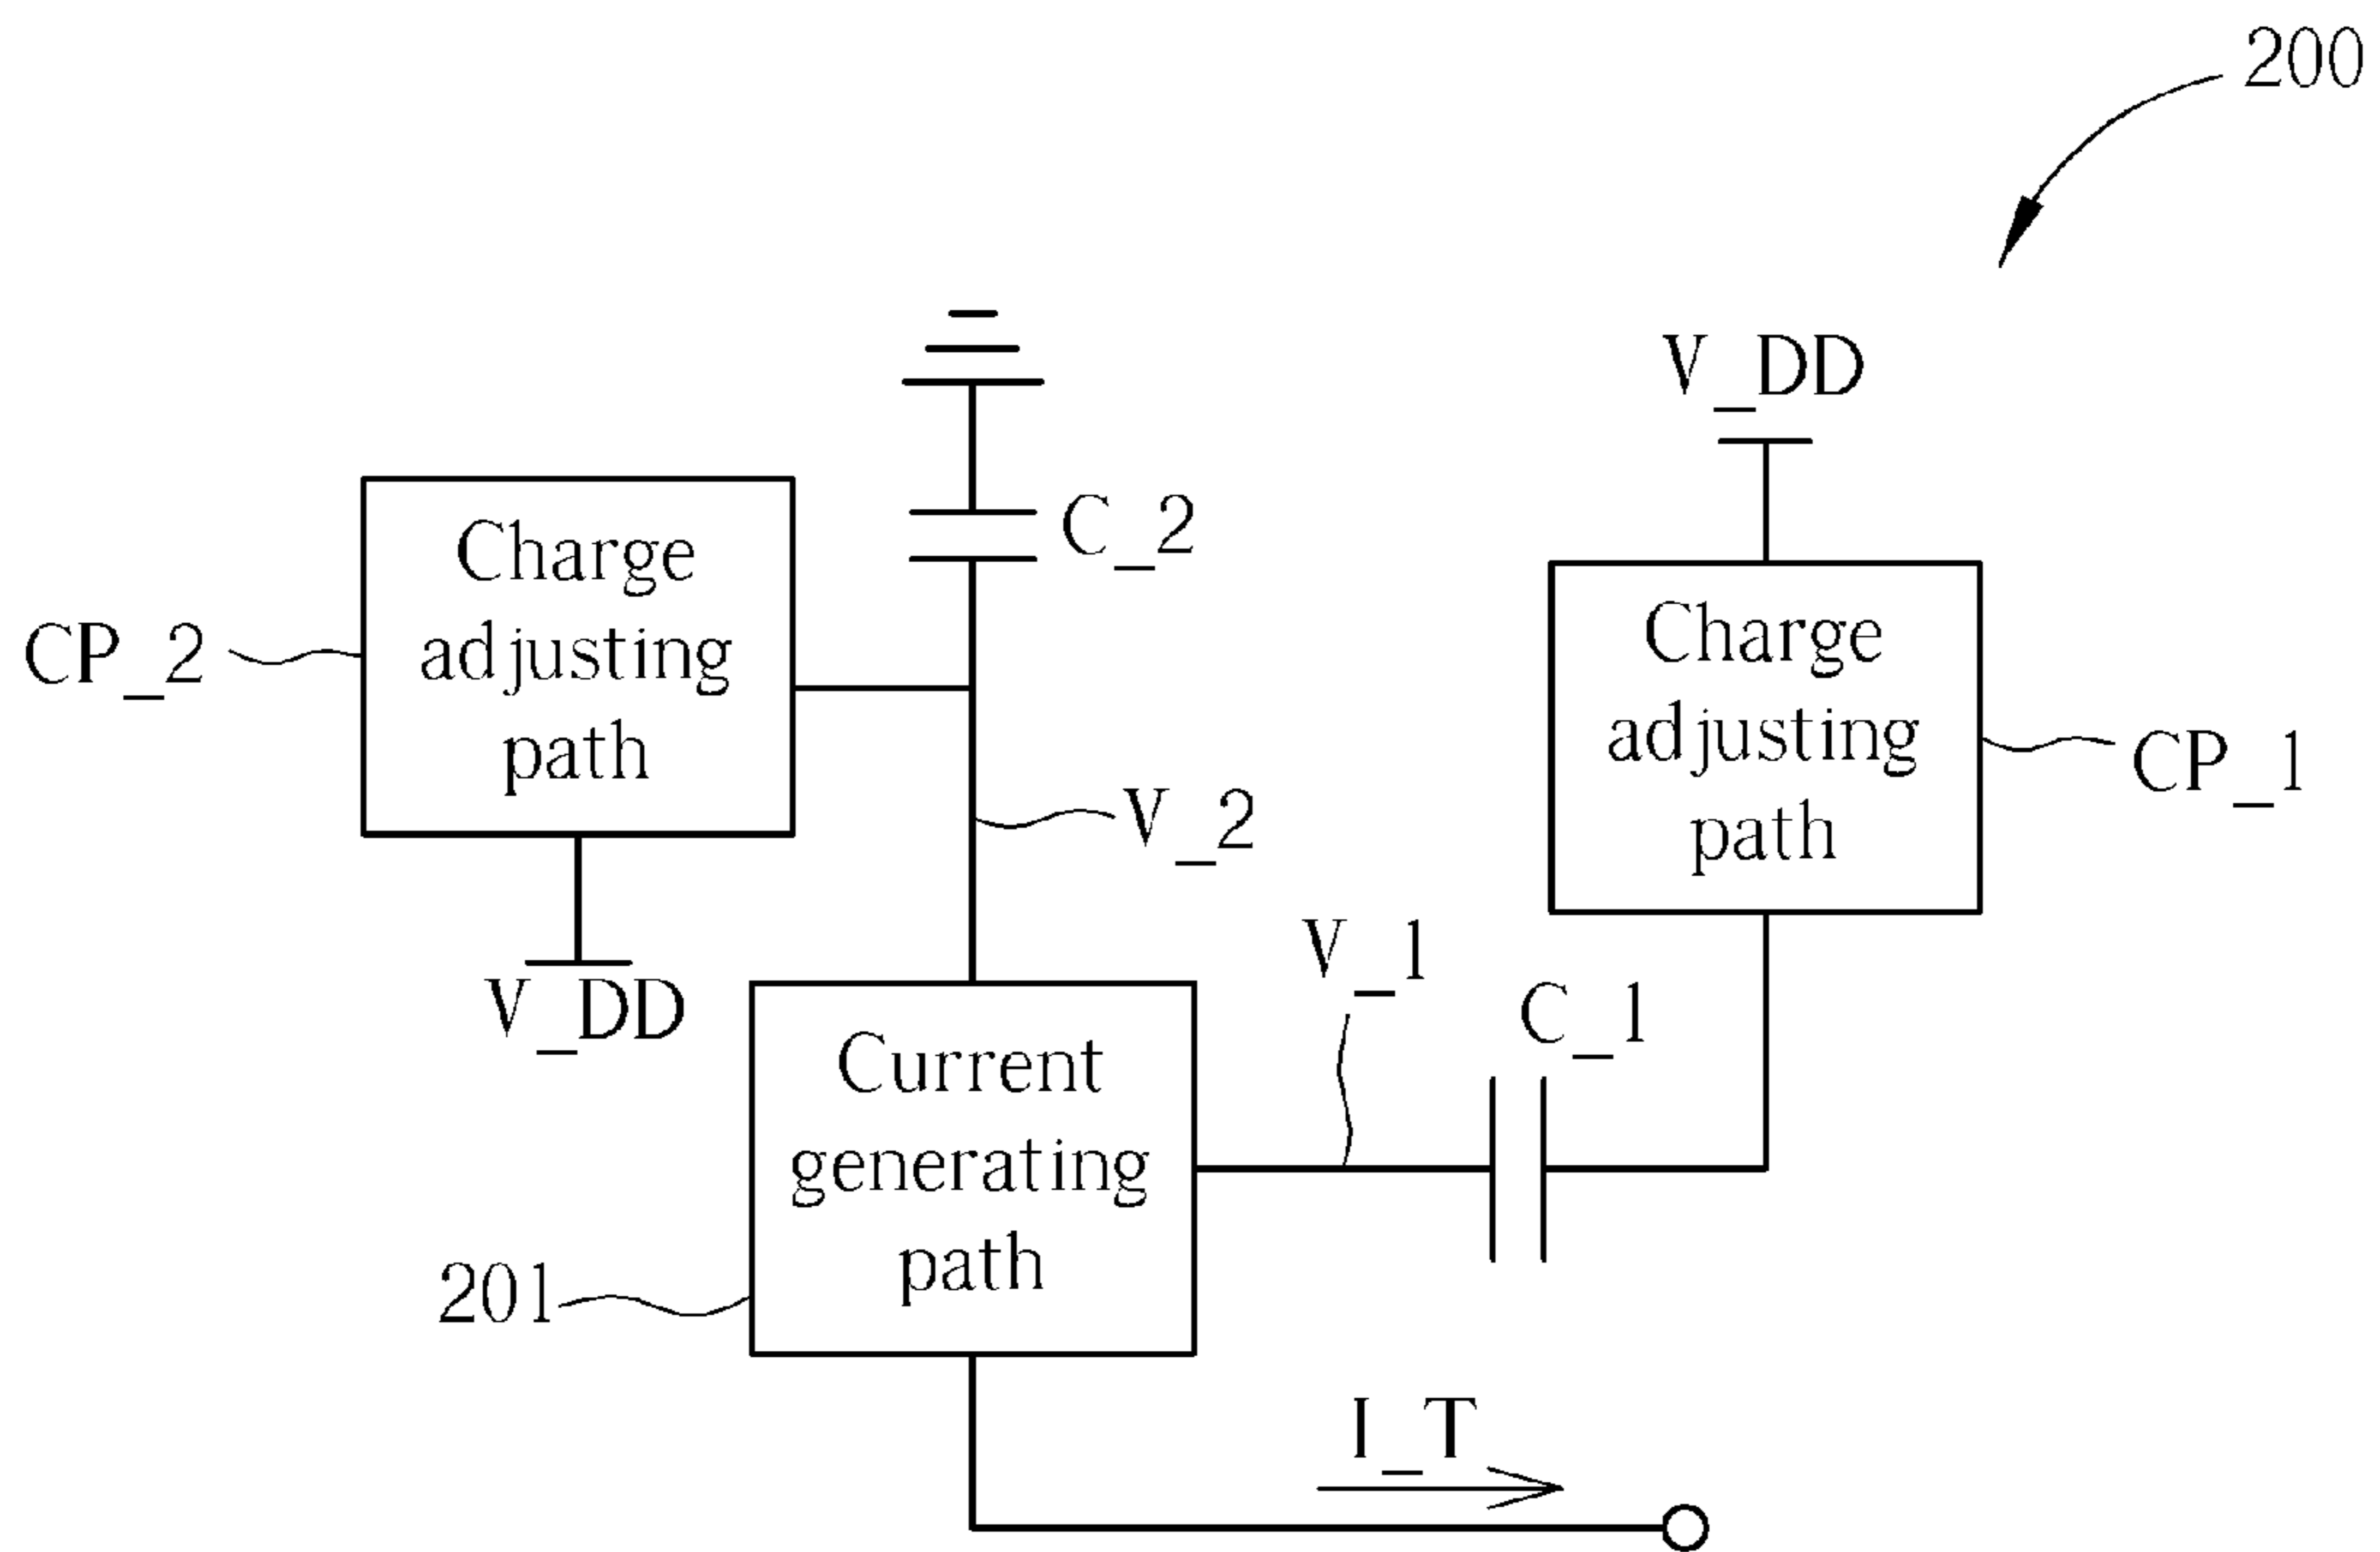 200
V_DD
C_2
Charge
adjusting
path
CP_2
Charge
adjusting
path
CP_1
V_2
V_DD
V_1
C_1
Current
generating
path
201
I_T